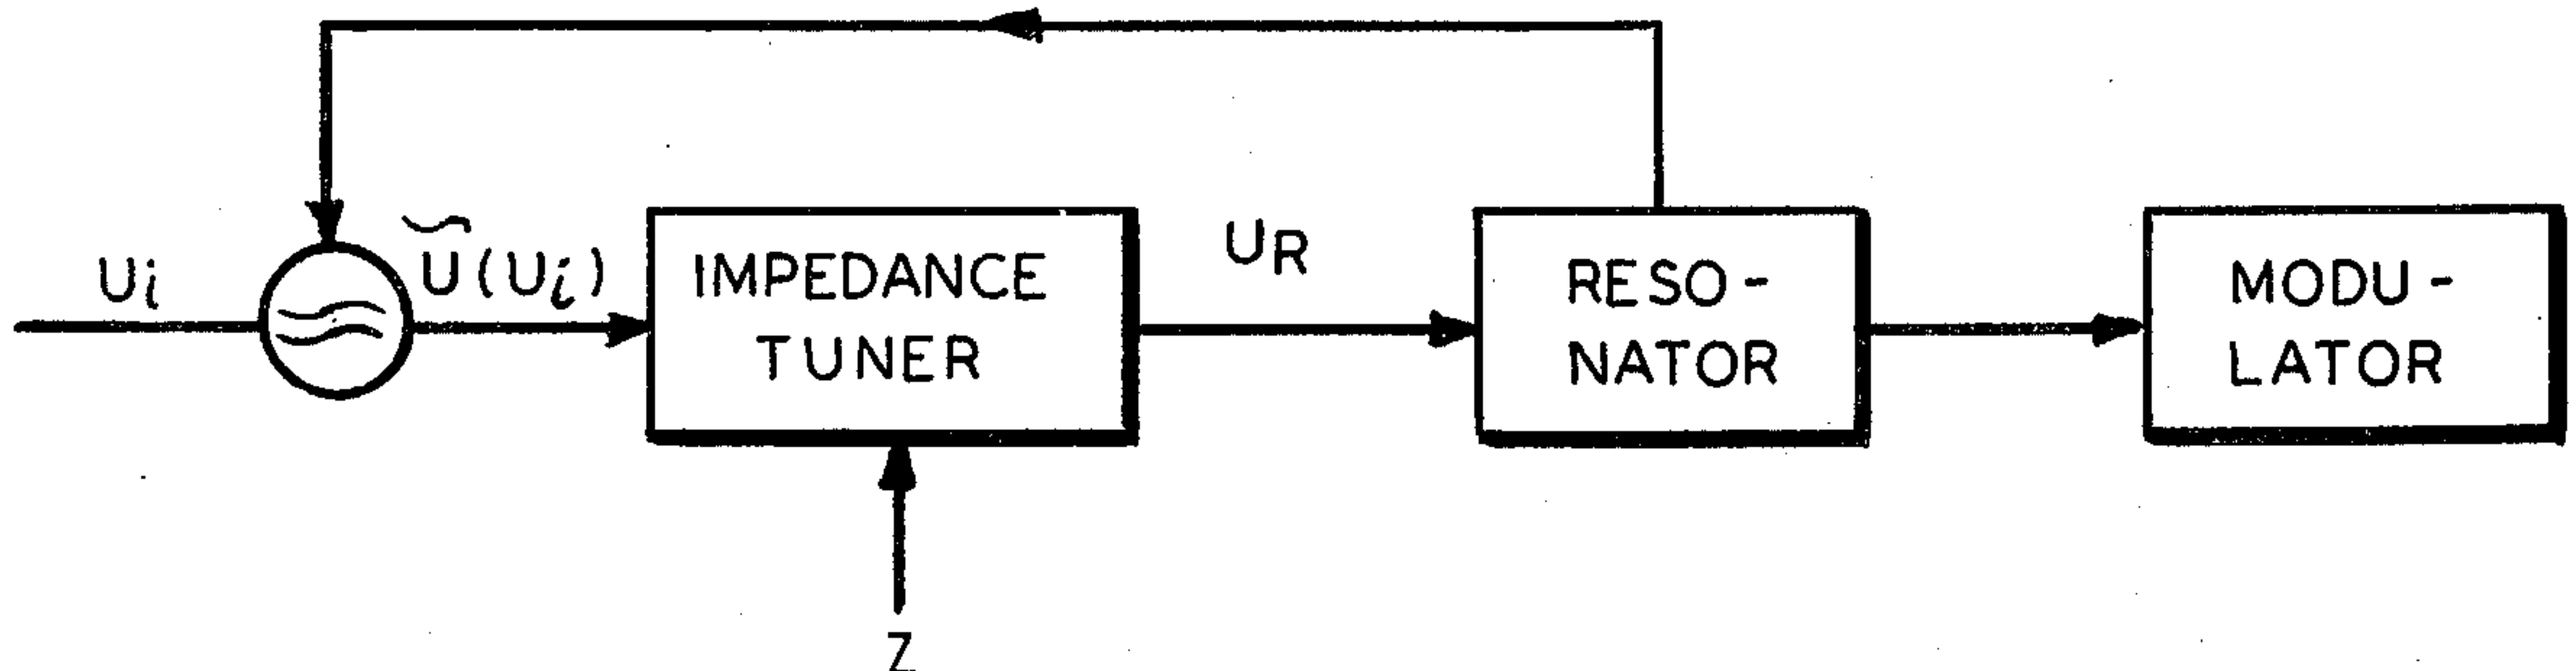 Ui
Ũ(Ui)
IMPEDANCE
TUNER
UR
RESO-
NATOR
MODU-
LATOR
Z